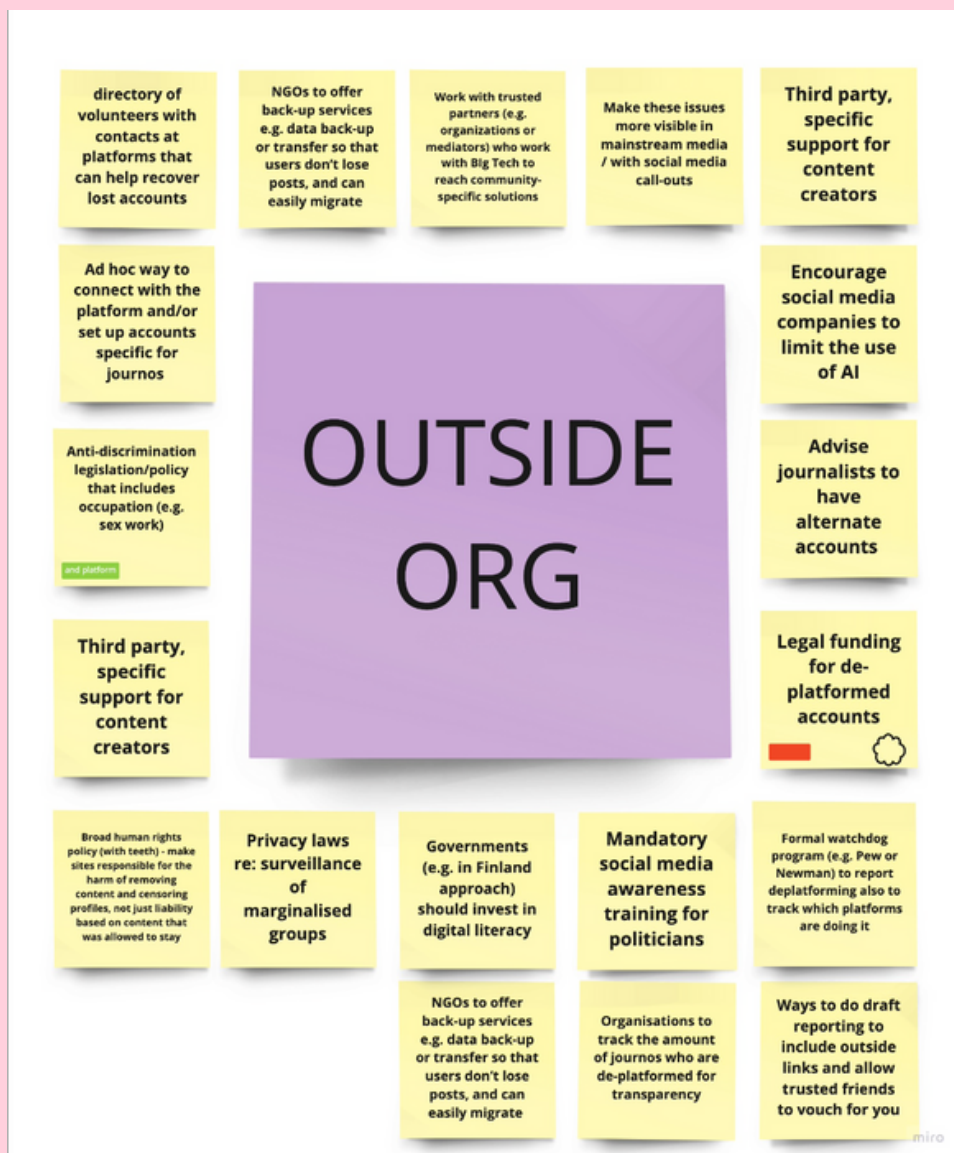 directory of
volunteers with
contacts at
platforms that
can help recover
lost accounts
NGOs to offer
back-up services
e.g. data back-up
or transfer so that
users don't lose
posts, and can
easily migrate
Work with trusted
partners (e.g.
organizations or
mediators) who work
with Big Tech to
reach community-
specific solutions
Make these issues
more visible in
mainstream media
/ with social media
call-outs
Third party,
specific
support for
content
creators
Ad hoc way to
connect with the
platform and/or
set up accounts
specific for
journos
Encourage
social media
companies to
limit the use
of AI
OUTSIDE
ORG
Anti-discrimination
legislation/policy
that includes
occupation (e.g.
sex work)
and platform
Advise
journalists to
have
alternate
accounts
Third party,
specific
support for
content
creators
Legal funding
for de-
platformed
accounts
Broad human rights
policy (with teeth) - make
sites responsible for the
harm of removing
content and censoring
profiles, not just liability
based on content that
was allowed to stay
Privacy laws
re: surveillance
of
marginalised
groups
Governments
(e.g. in Finland
approach)
should invest in
digital literacy
Mandatory
social media
awareness
training for
politicians
Formal watchdog
program (e.g. Pew or
Newman) to report
deplatforming also to
track which platforms
are doing it
NGOs to offer
back-up services
e.g. data back-up
or transfer so that
users don't lose
posts, and can
easily migrate
Organisations to
track the amount
of journos who are
de-platformed for
transparency
Ways to do draft
reporting to
include outside
links and allow
trusted friends
to vouch for you
miro